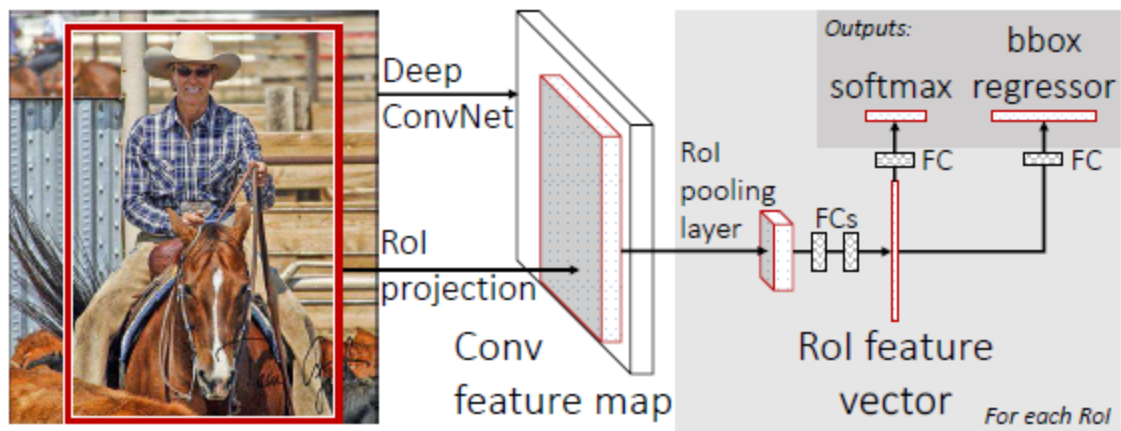 Deep
ConvNet
RoI
projection
Conv
feature map
RoI
pooling
layer
FCs
RoI feature
vector
For each RoI
Outputs:
softmax
bbox
regressor
FC
FC